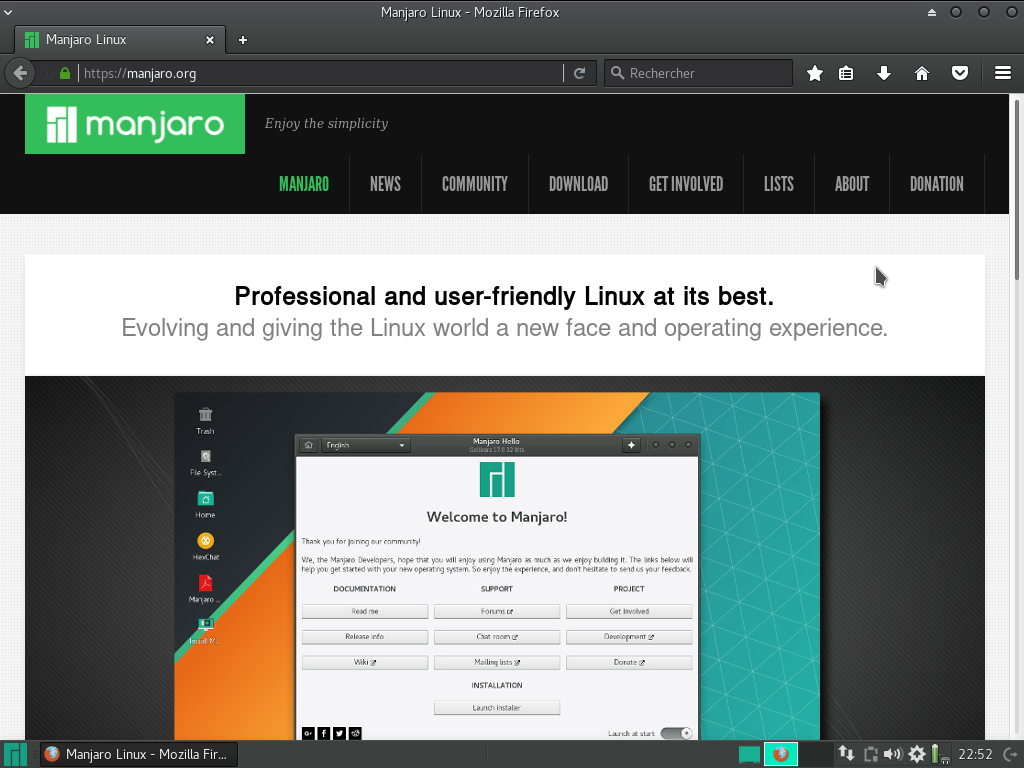 Manjaro Linux - Mozilla Firefox
Manjaro Linux
https://manjaro.org
Rechercher
manjaro
Enjoy the simplicity
MANJARO NEWS COMMUNITY DOWNLOAD GET INVOLVED LISTS ABOUT DONATION
Professional and user-friendly Linux at its best.
Evolving and giving the Linux world a new face and operating experience.
Trash
File Syst...
Home
HexChat
Manjaro ...
Install M...
English
Manjaro Hello
Gellivara 17.0 32-bits
Welcome to Manjaro!
Thank you for joining our community!
We, the Manjaro Developers, hope that you will enjoy using Manjaro as much as we enjoy building it. The links below will
help you get started with your new operating system. So enjoy the experience, and don't hesitate to send us your feedback.
DOCUMENTATION SUPPORT PROJECT
Read me Forums Get involved
Release info Chat room Development
Wiki Mailing lists Donate
INSTALLATION
Launch installer
Launch at start
Manjaro Linux - Mozilla Fir...
22:52